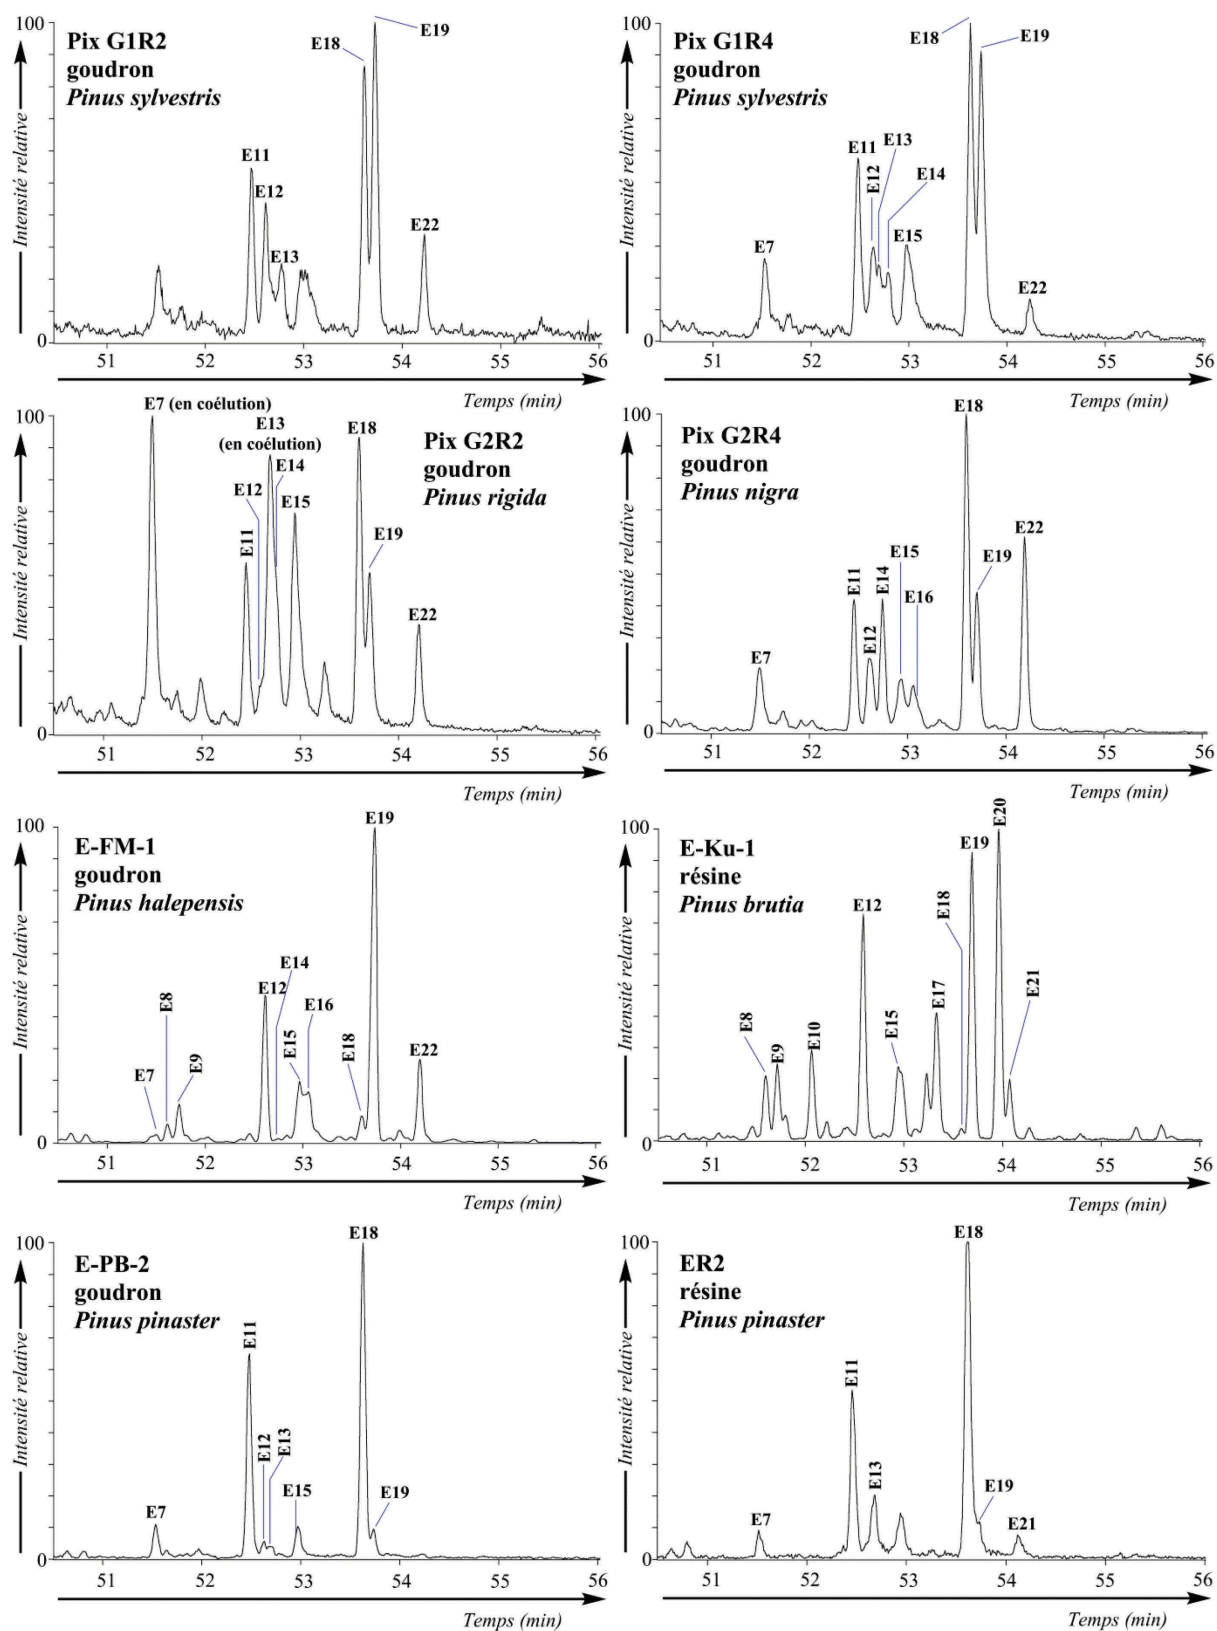 Pix G1R2
goudron
Pinus sylvestris
Intensité relative
100
0
E11
E12
E13
E18
E19
E22
51 52 53 54 55 56
Temps (min)
Pix G1R4
goudron
Pinus sylvestris
Intensité relative
100
0
E7
E11
E12
E13
E14
E15
E18
E19
E22
51 52 53 54 55 56
Temps (min)
Pix G2R2
goudron
Pinus rigida
Intensité relative
100
0
E7 (en coélution)
E11
E12
E13
(en coélution)
E14
E15
E18
E19
E22
51 52 53 54 55 56
Temps (min)
Pix G2R4
goudron
Pinus nigra
Intensité relative
100
0
E7
E11
E12
E14
E15
E16
E18
E19
E22
51 52 53 54 55 56
Temps (min)
E-FM-1
goudron
Pinus halepensis
Intensité relative
100
0
E7
E8
E9
E12
E14
E15
E16
E18
E19
E22
51 52 53 54 55 56
Temps (min)
E-Ku-1
résine
Pinus brutia
Intensité relative
100
0
E8
E9
E10
E12
E15
E17
E18
E19
E20
E21
51 52 53 54 55 56
Temps (min)
E-PB-2
goudron
Pinus pinaster
Intensité relative
100
0
E7
E11
E12
E13
E15
E18
E19
51 52 53 54 55 56
Temps (min)
ER2
résine
Pinus pinaster
Intensité relative
100
0
E7
E11
E13
E18
E19
E21
51 52 53 54 55 56
Temps (min)